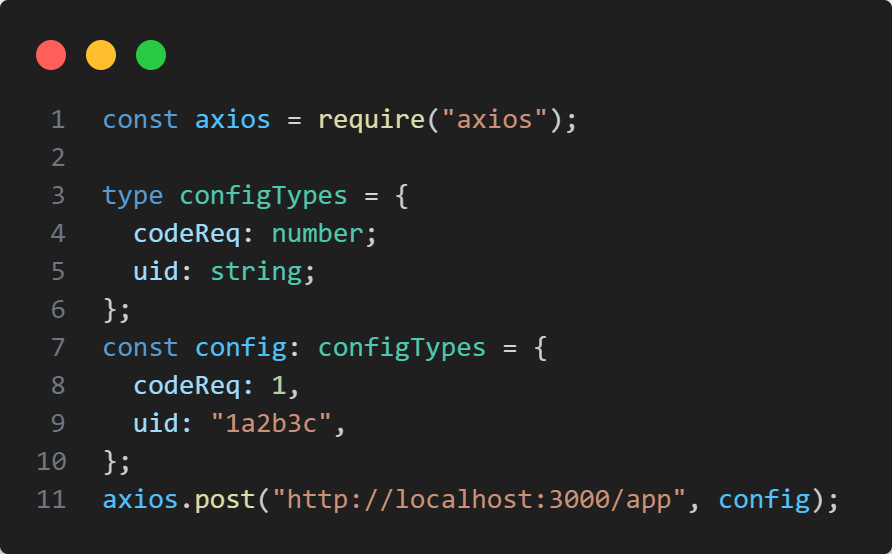 1 const axios = require("axios");
2
3 type configTypes = {
4   codeReq: number;
5   uid: string;
6 };
7 const config: configTypes = {
8   codeReq: 1,
9   uid: "1a2b3c",
10 };
11 axios.post("http://localhost:3000/app", config);